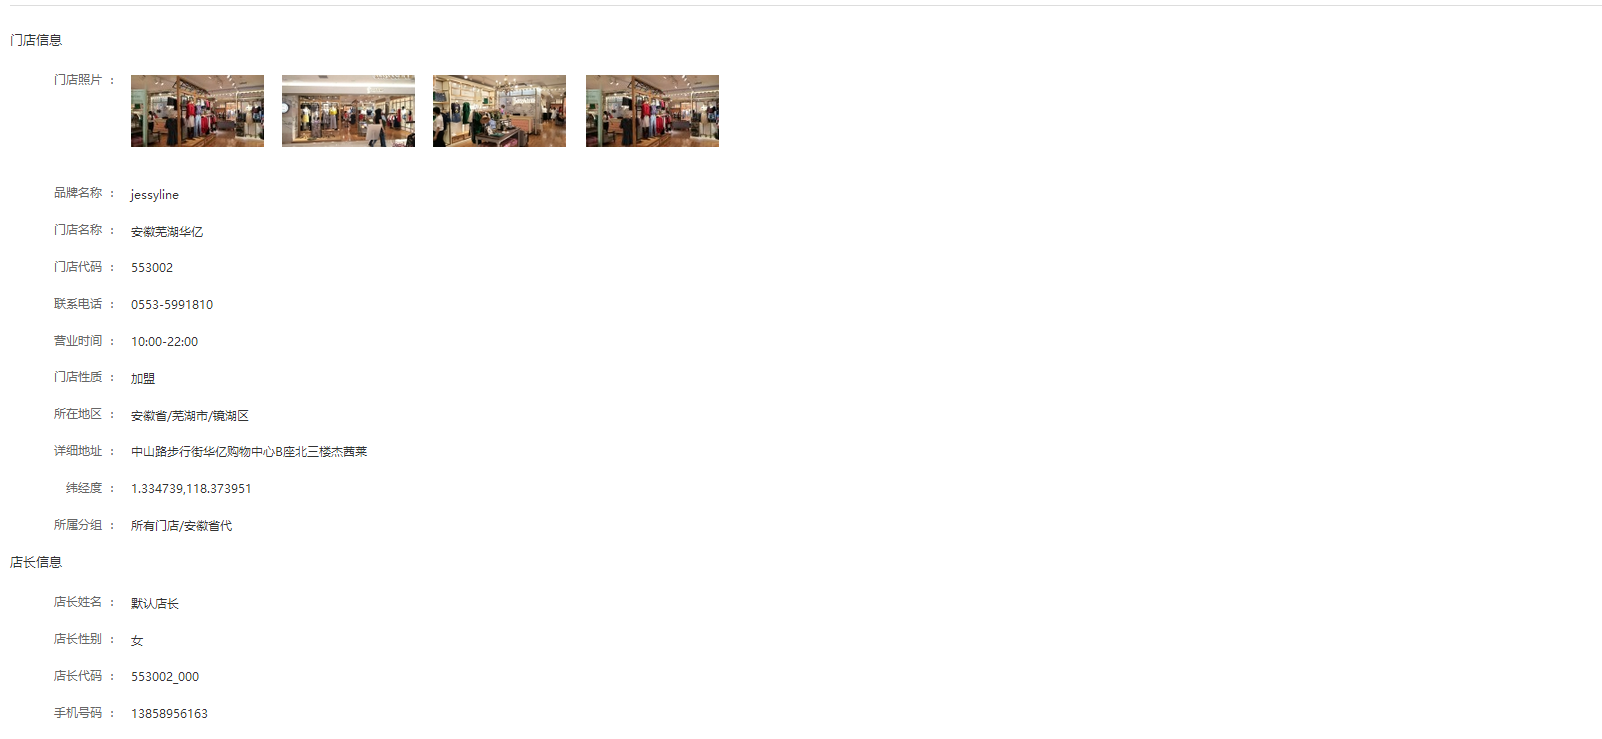 门店信息
门店照片 :
品牌名称 : jessyline
门店名称 : 安徽芜湖华亿
门店代码 : 553002
联系电话 : 0553-5991810
营业时间 : 10:00-22:00
门店性质 : 加盟
所在地区 : 安徽省/芜湖市/镜湖区
详细地址 : 中山路步行街华亿购物中心B座北三楼杰茜莱
纬经度 : 1.334739,118.373951
所属分组 : 所有门店/安徽省代
店长信息
店长姓名 : 默认店长
店长性别 : 女
店长代码 : 553002_000
手机号码 : 13858956163